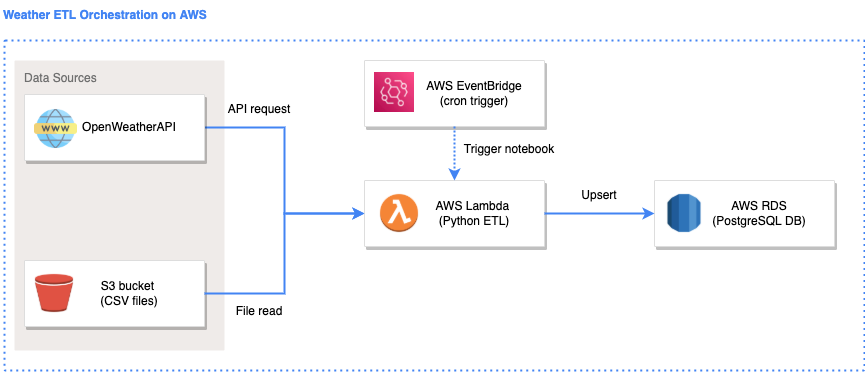 Weather ETL Orchestration on AWS
Data Sources
WWW
OpenWeatherAPI
API request
AWS EventBridge
(cron trigger)
Trigger notebook
AWS Lambda
(Python ETL)
Upsert
AWS RDS
(PostgreSQL DB)
S3 bucket
(CSV files)
File read